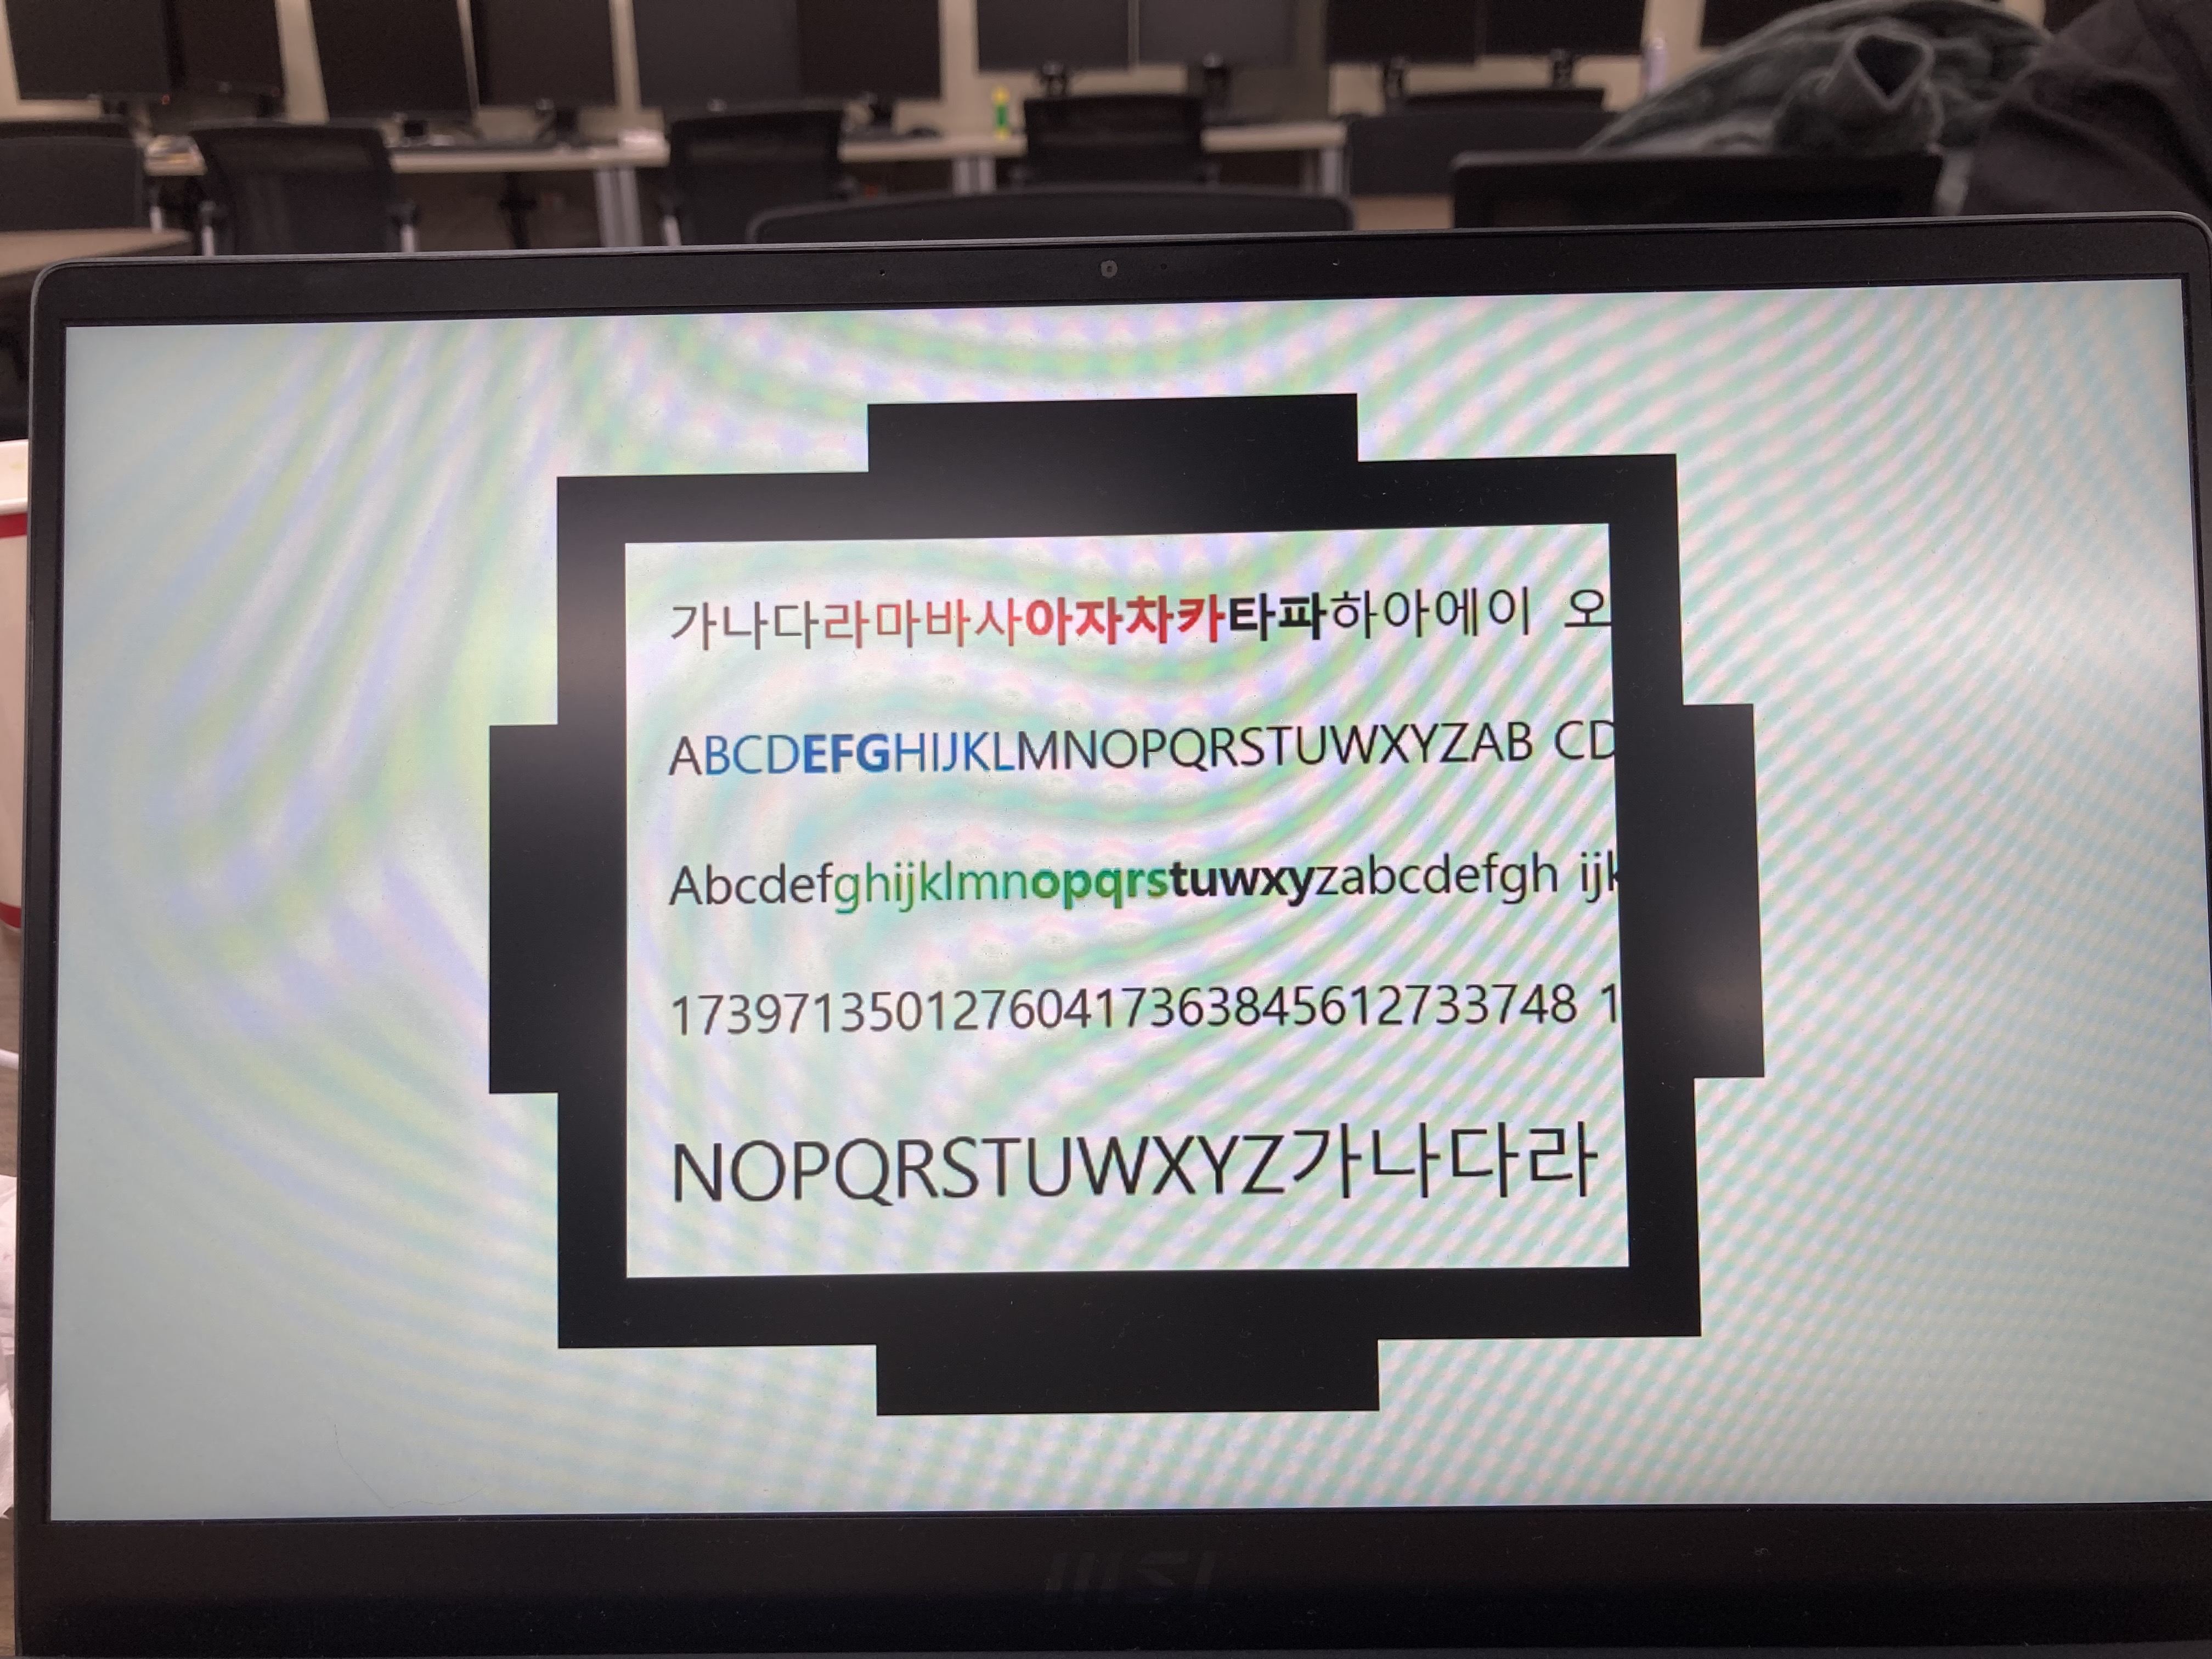 가나다라마바사아자차카타파하아에이 오
ABCDEFGHIJKLMNOPQRSTUWXYZAB CD
Abcdefghijklmnopqrstuwxyzabcdefgh ijk
17397135012760417363845612733748 1
NOPQRSTUWXYZ가나다라
msi